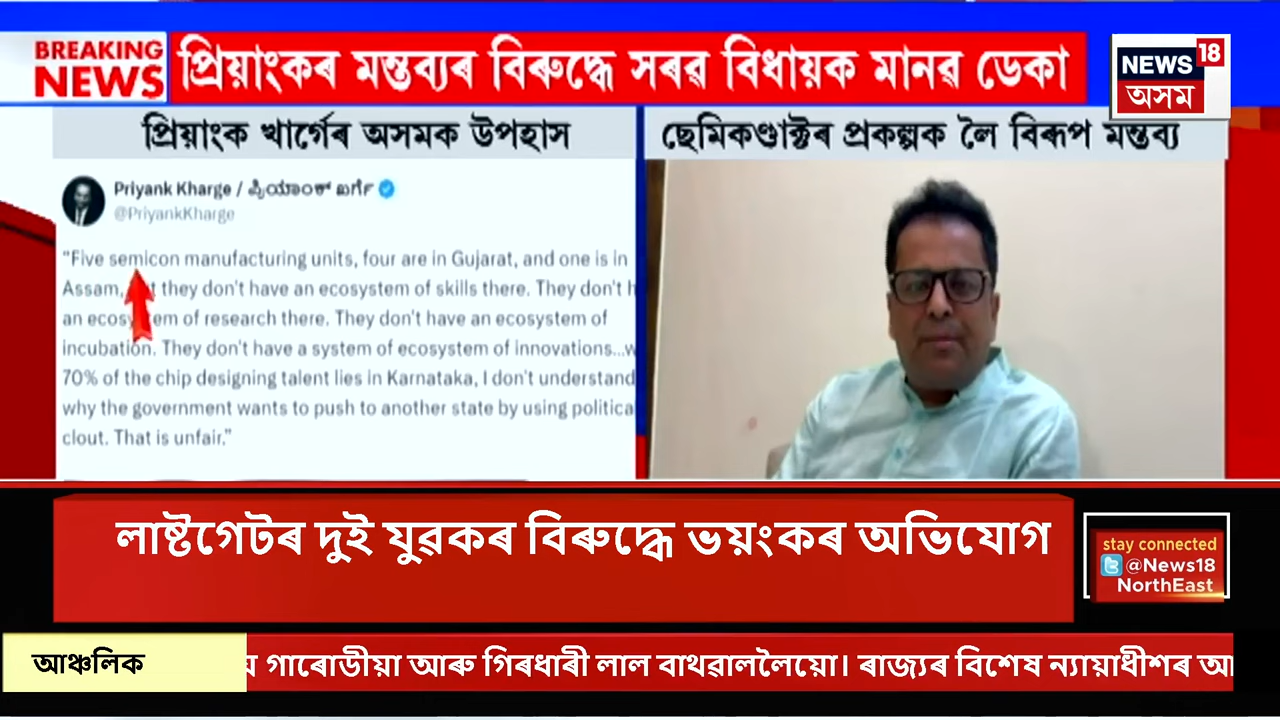 BREAKING
NEWS
প্ৰিয়াংকৰ মন্তব্যৰ বিৰুদ্ধে সৰৱ বিধায়ক মানৱ ডেকা
NEWS 18
অসম
প্ৰিয়াংক খাৰ্গেৰ অসমক উপহাস
ছেমিকণ্ডাক্টৰ প্ৰকল্পক লৈ বিৰূপ মন্তব্য
Priyank Kharge / ಪ್ರಿಯಾಂಕ್ ಖರ್ಗೆ
@PriyankKharge
"Five semicon manufacturing units, four are in Gujarat, and one is in
Assam, they don't have an ecosystem of skills there. They don't
an of research there. They don't have an ecosystem of
incubation. They don't have a system of ecosystem of innovations...
70% of the chip designing talent lies in Karnataka, I don't understand
why the government wants to push to another state by using politica
clout. That is unfair."
লাষ্টগেটৰ দুই যুৱকৰ বিৰুদ্ধে ভয়ংকৰ অভিযোগ
stay connected
@News18
NorthEast
আঞ্চলিক
গাৰোডীয়া আৰু গিৰধাৰী লাল বাথৱাললৈয়ো। ৰাজ্যৰ বিশেষ ন্যায়াধীশৰ আ